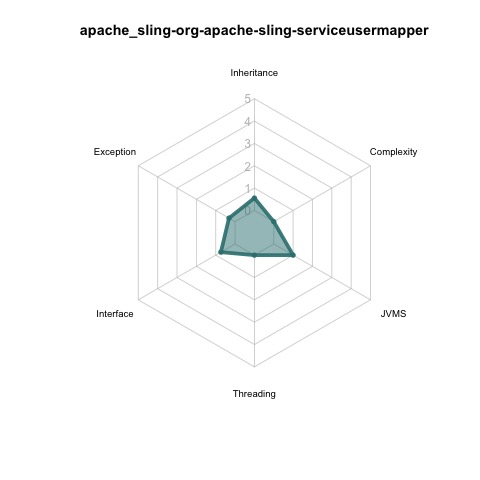 apache_sling-org-apache-sling-serviceusermapper
Inheritance
5
4
3
2
1
0
Exception
Complexity
Interface
JVMS
Threading